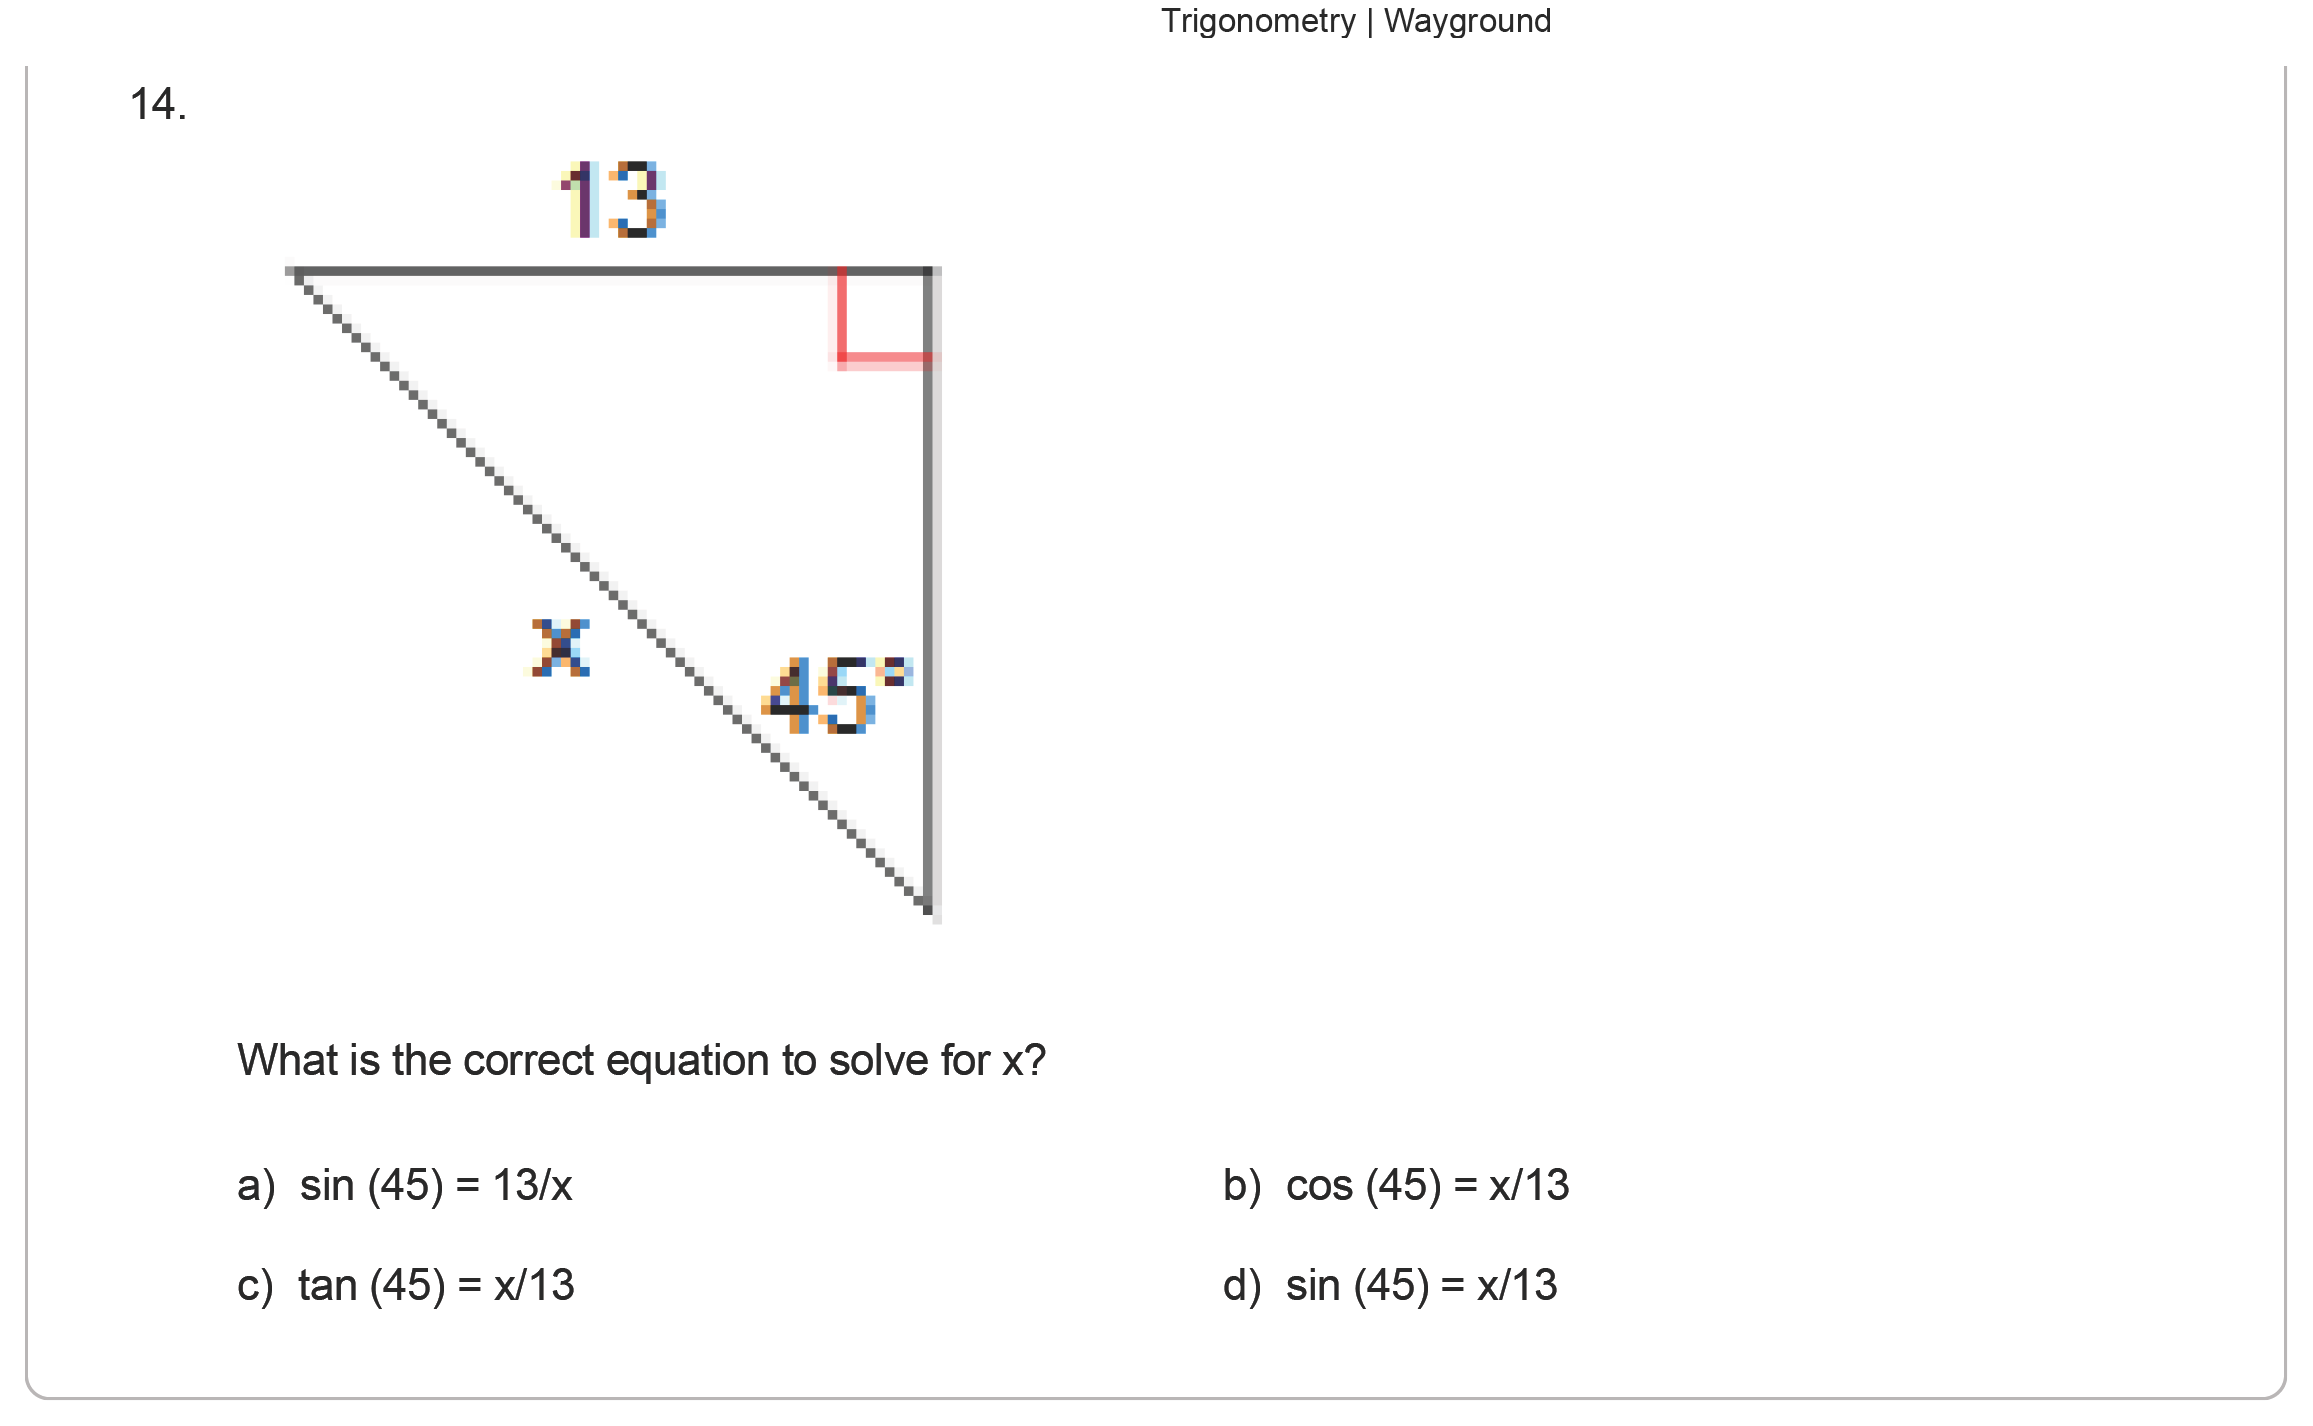 Trigonometry | Wayground
14.
13
x
45°
What is the correct equation to solve for x?
a) sin (45) = 13/x
b) cos (45) = x/13
c) tan (45) = x/13
d) sin (45) = x/13